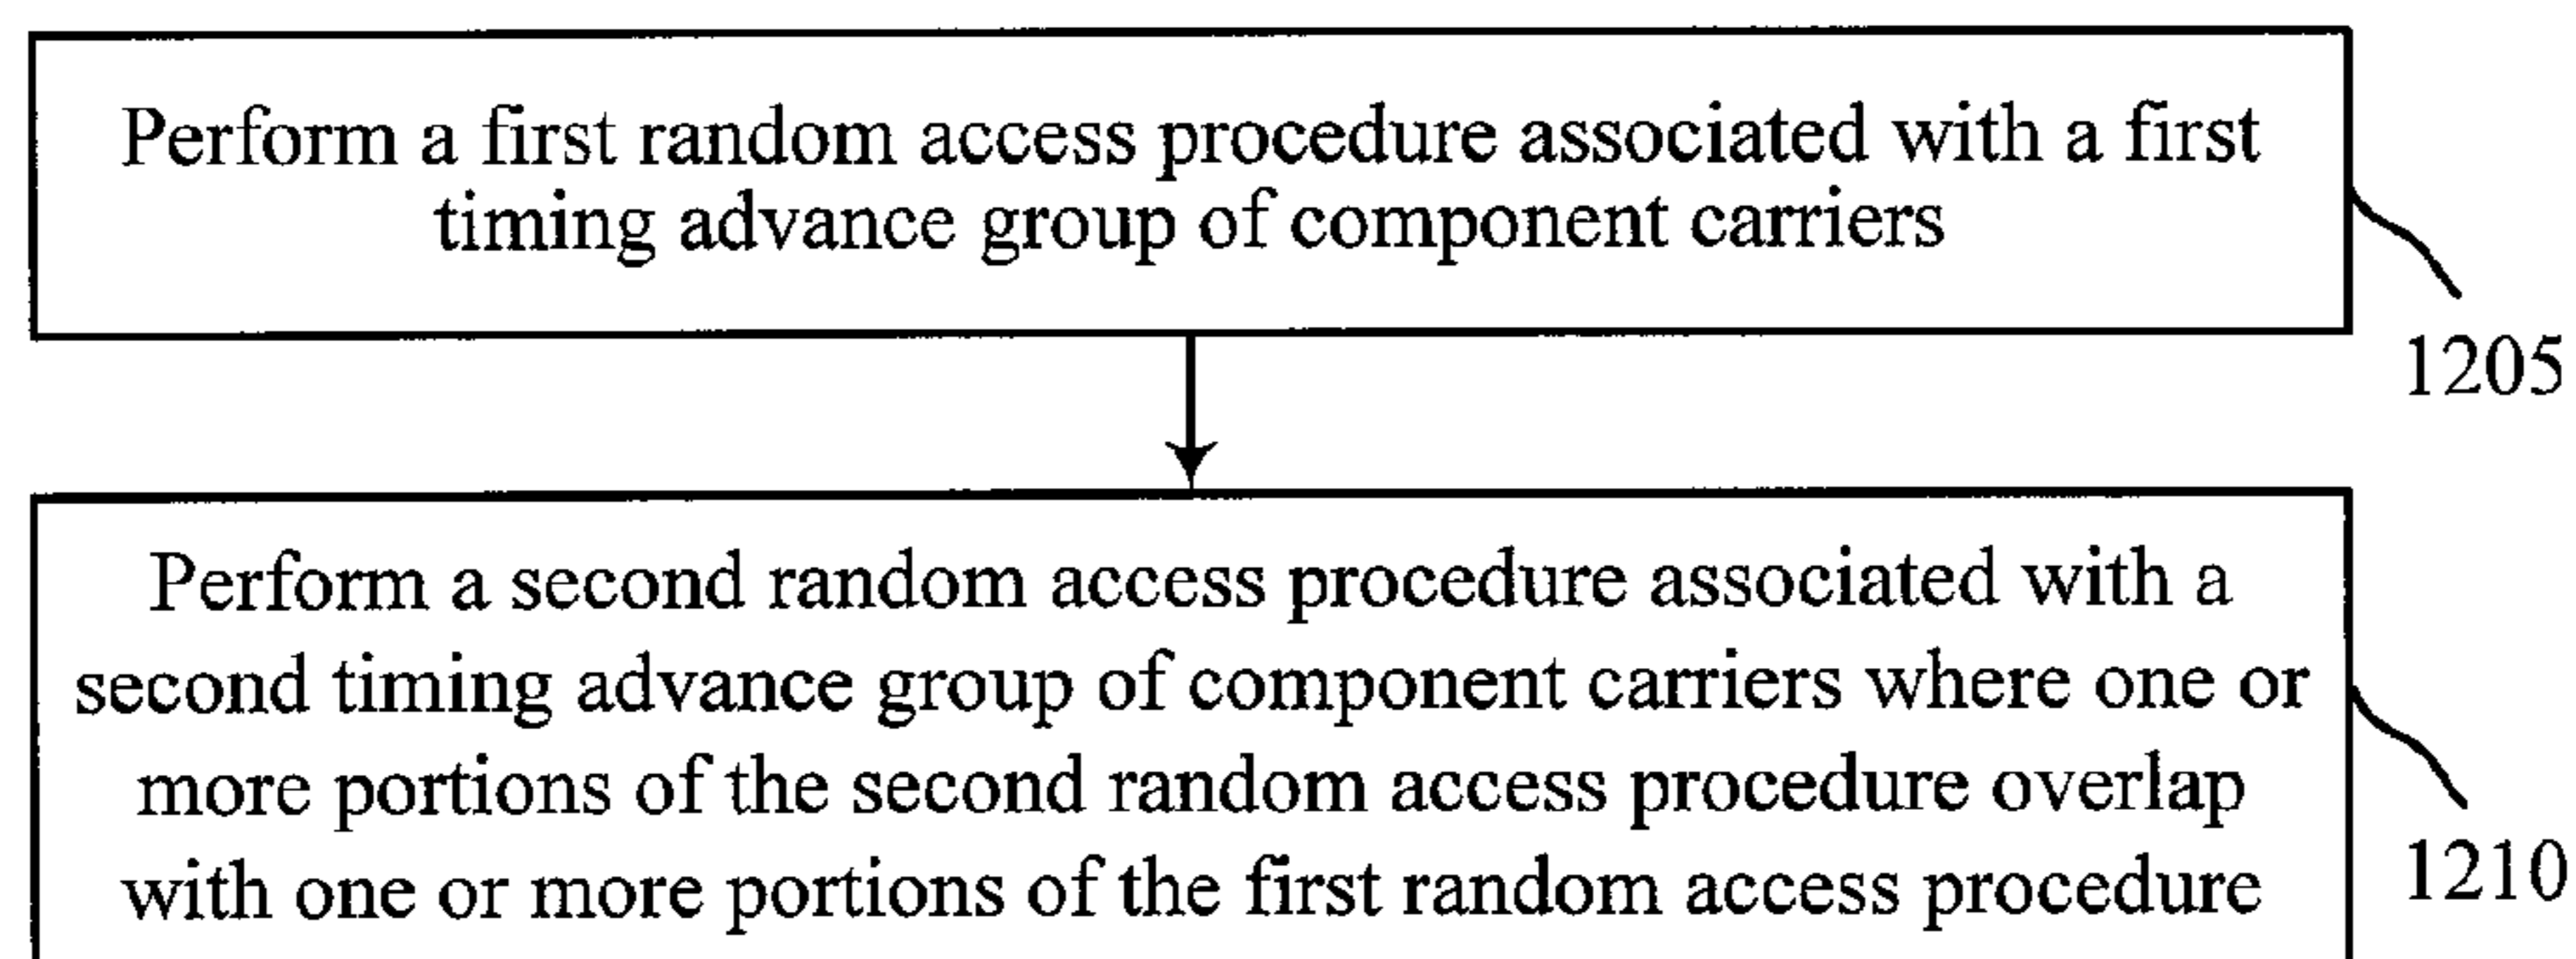 Perform a first random access procedure associated with a first
timing advance group of component carriers
1205
Perform a second random access procedure associated with a
second timing advance group of component carriers where one or
more portions of the second random access procedure overlap
with one or more portions of the first random access procedure
1210